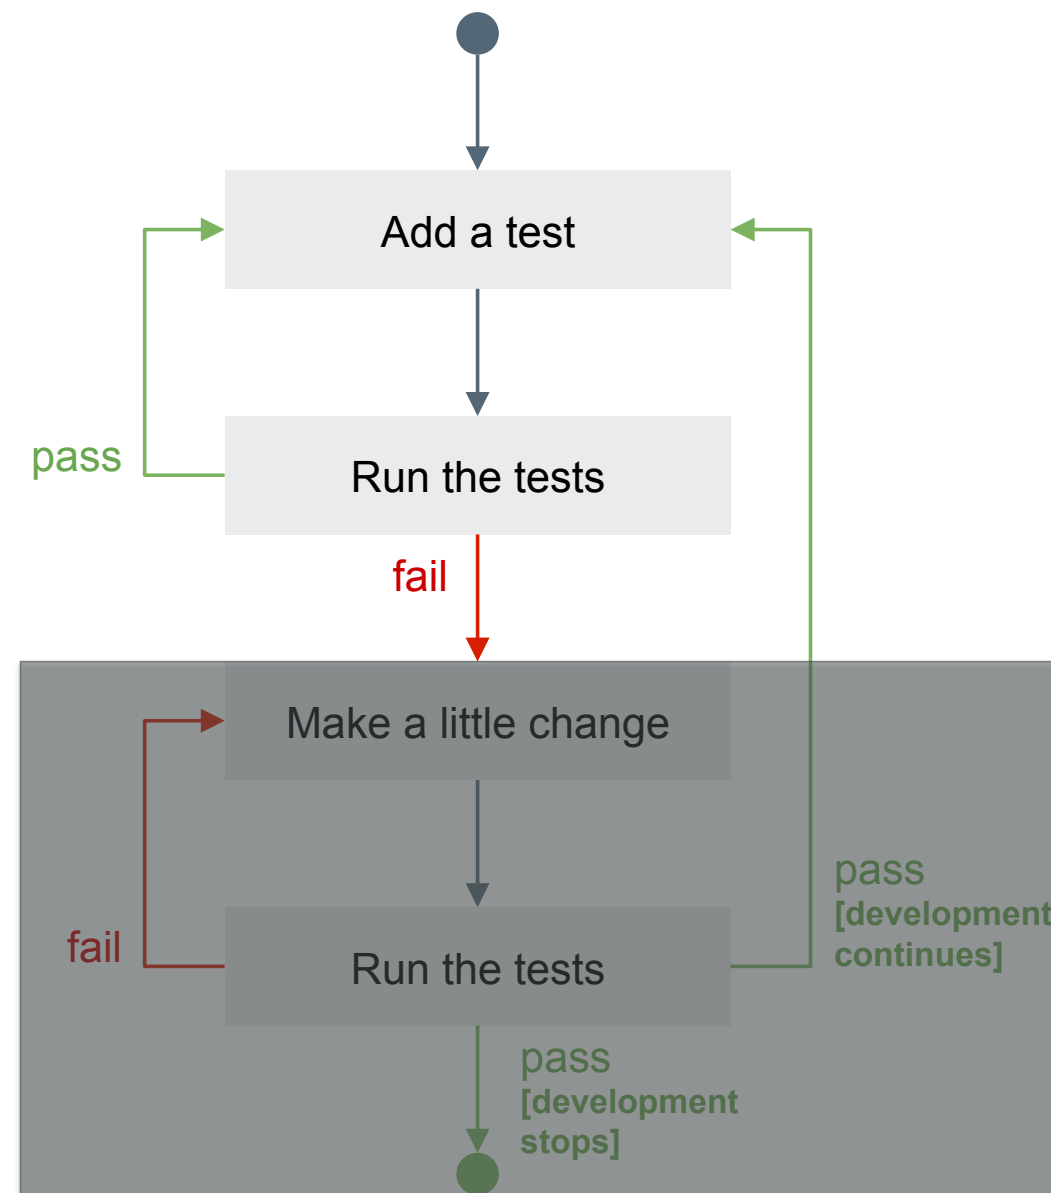 Add a test
pass
Run the tests
fail
Make a little change
pass
[development
continues]
fail
Run the tests
pass
[development
stops]